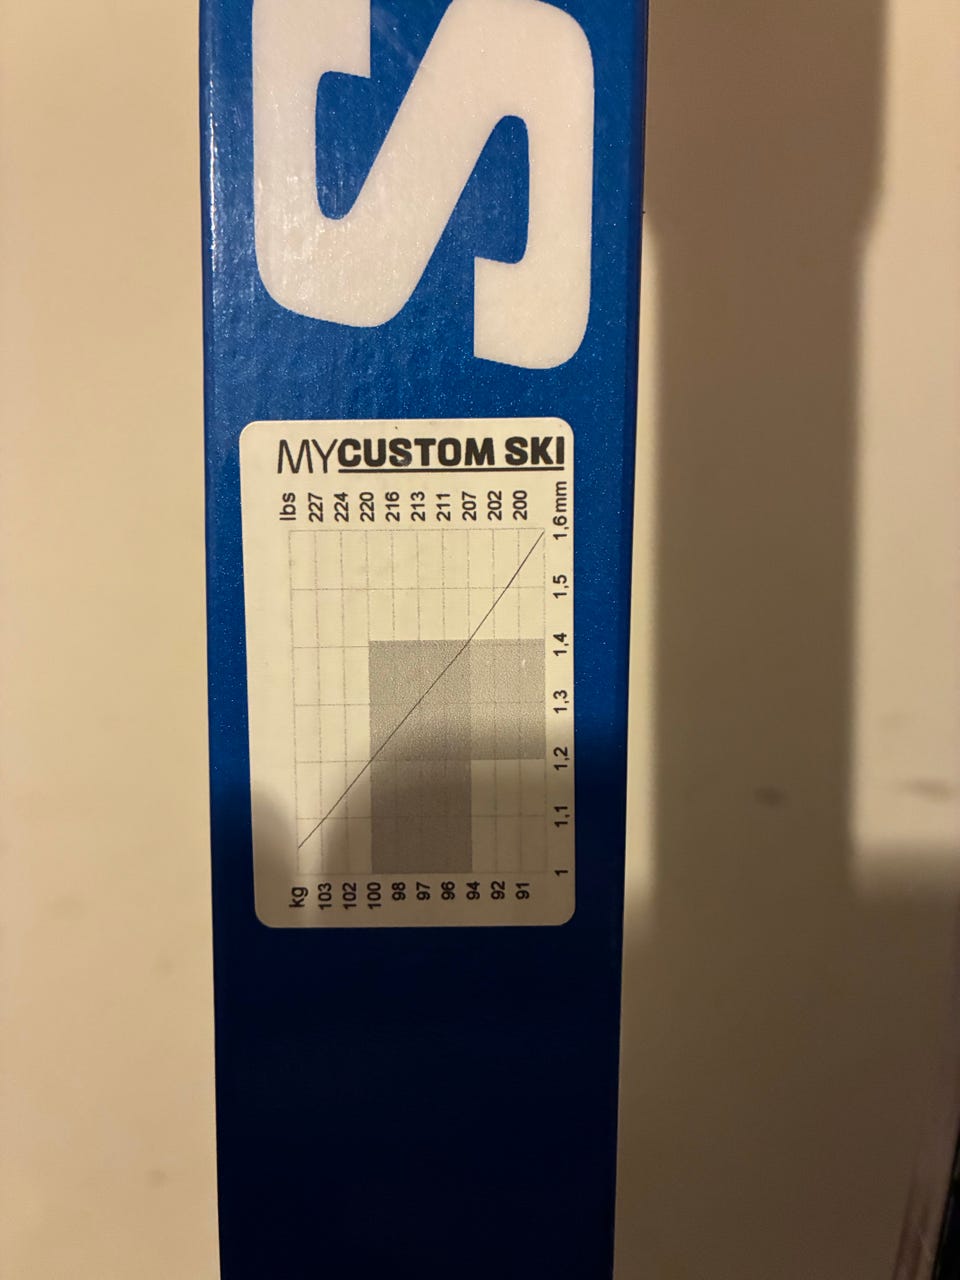 S
MYCUSTOM SKI
lbs 227 224 220 216 213 211 207 202 200
1,6mm
1,5
1,4
1,3
1,2
1,1
1
kg 103 102 100 98 97 96 94 92 91